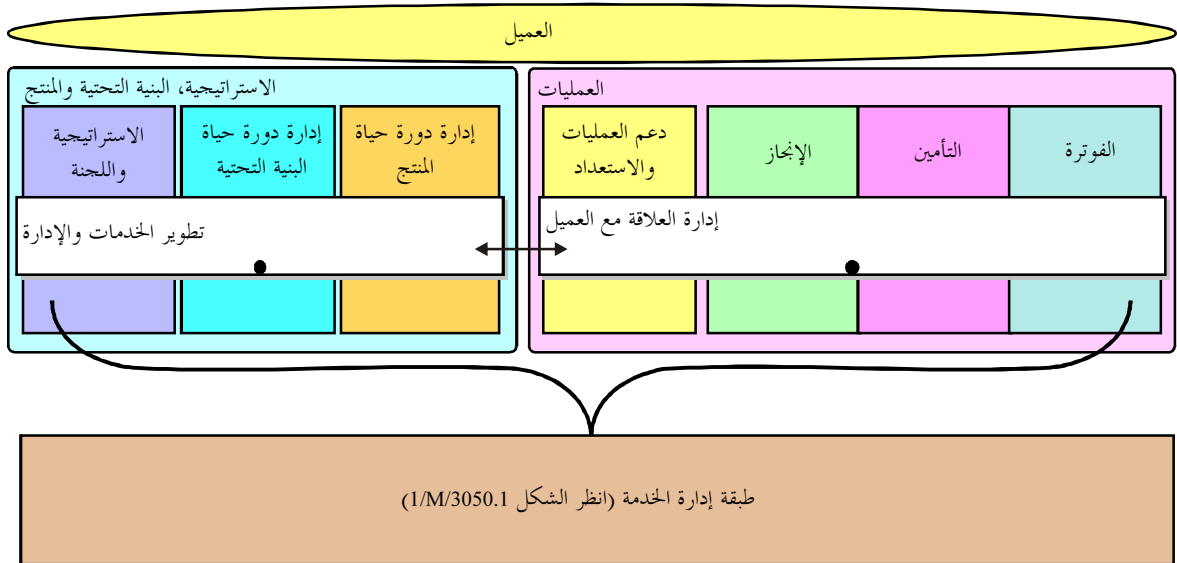 العميل
الاستراتيجية، البنية التحتية والمنتج
العمليات
الاستراتيجية
واللجنة
إدارة دورة حياة
البنية التحتية
إدارة دورة حياة
المنتج
دعم العمليات
والاستعداد
الإنجاز
التأمين
الفوترة
تطوير الخدمات والإدارة
إدارة العلاقة مع العميل
طبقة إدارة الخدمة (انظر الشكل 1/M/3050.1)